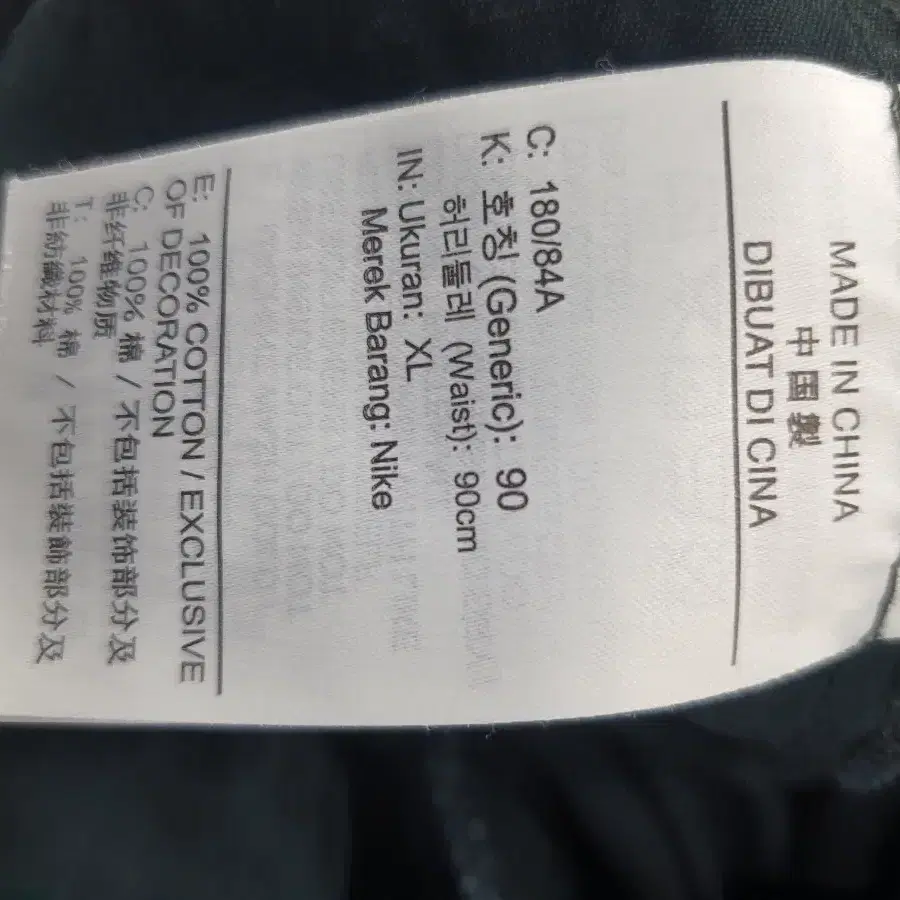 MADE IN CHINA
中国製
DIBUAT DI CINA
C: 180/84A
K: 호칭 (Generic): 90
허리둘레 (Waist): 90cm
IN: Ukuran: XL
Merek Barang: Nike
E: 100% COTTON / EXCLUSIVE
OF DECORATION
C: 100% 棉 / 不包括装饰部分及
非纤维物质
T: 100% 棉 / 不包括裝飾部分及
非紡織材料